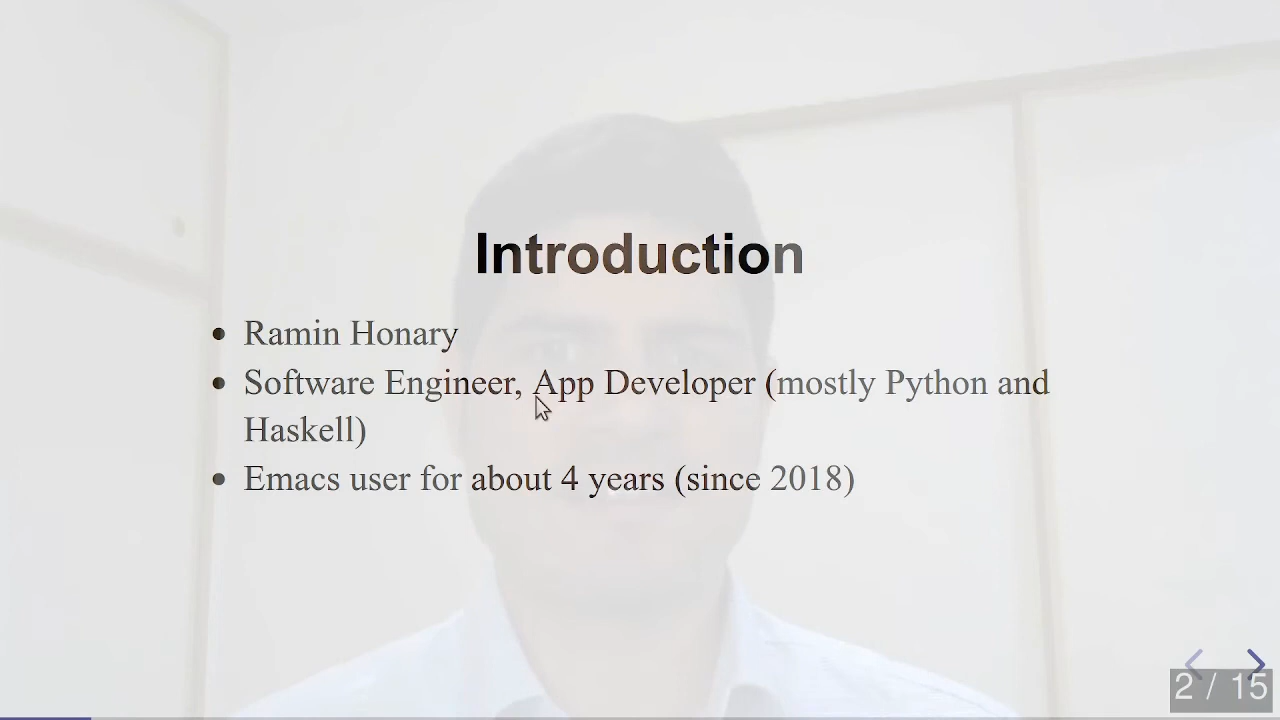 Introduction
Ramin Honary
Software Engineer, App Developer (mostly Python and
Haskell)
Emacs user for about 4 years (since 2018)
2 / 15